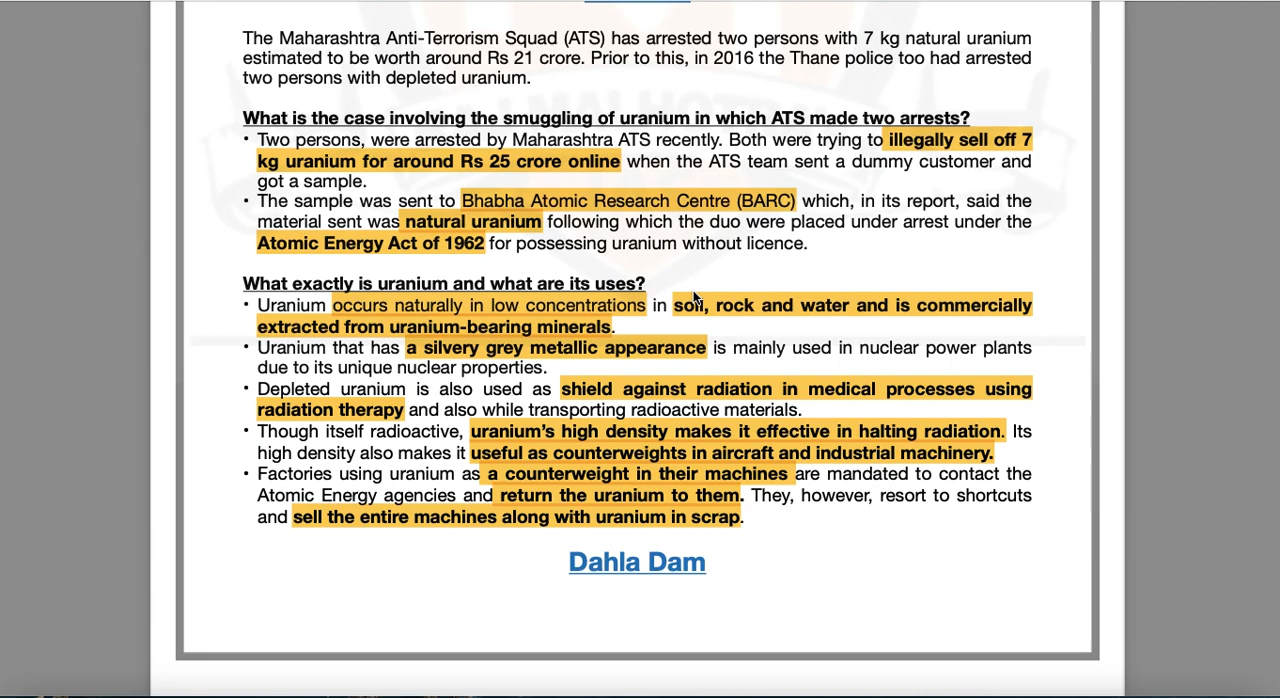 The Maharashtra Anti-Terrorism Squad (ATS) has arrested two persons with 7 kg natural uranium
estimated to be worth around Rs 21 crore. Prior to this, in 2016 the Thane police too had arrested
two persons with depleted uranium.
What is the case involving the smuggling of uranium in which ATS made two arrests?
• Two persons, were arrested by Maharashtra ATS recently. Both were trying to illegally sell off 7
kg uranium for around Rs 25 crore online when the ATS team sent a dummy customer and
got a sample.
• The sample was sent to Bhabha Atomic Research Centre (BARC) which, in its report, said the
material sent was natural uranium following which the duo were placed under arrest under the
Atomic Energy Act of 1962 for possessing uranium without licence.
What exactly is uranium and what are its uses?
• Uranium occurs naturally in low concentrations in soil, rock and water and is commercially
extracted from uranium-bearing minerals.
• Uranium that has a silvery grey metallic appearance is mainly used in nuclear power plants
due to its unique nuclear properties.
• Depleted uranium is also used as shield against radiation in medical processes using
radiation therapy and also while transporting radioactive materials.
• Though itself radioactive, uranium’s high density makes it effective in halting radiation. Its
high density also makes it useful as counterweights in aircraft and industrial machinery.
• Factories using uranium as a counterweight in their machines are mandated to contact the
Atomic Energy agencies and return the uranium to them. They, however, resort to shortcuts
and sell the entire machines along with uranium in scrap.
Dahla Dam